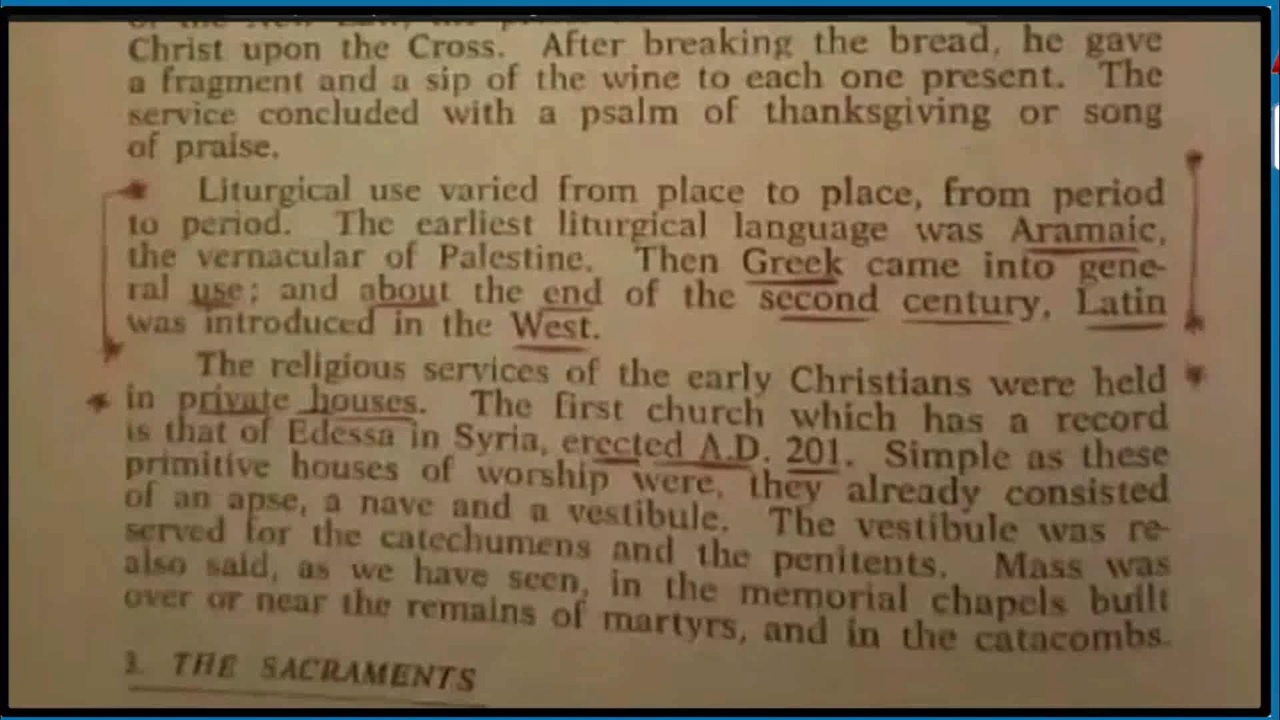 Christ upon the Cross. After breaking the bread, he gave
a fragment and a sip of the wine to each one present. The
service concluded with a psalm of thanksgiving or song
of praise.
Liturgical use varied from place to place, from period
to period. The earliest liturgical language was Aramaic,
the vernacular of Palestine. Then Greek came into gene-
ral use; and about the end of the second century, Latin
was introduced in the West.
The religious services of the early Christians were held
in private houses. The first church which has a record
is that of Edessa in Syria, erected A.D. 201. Simple as these
primitive houses of worship were, they already consisted
of an apse, a nave and a vestibule. The vestibule was re-
served for the catechumens and the penitents. Mass was
also said, as we have seen, in the memorial chapels built
over or near the remains of martyrs, and in the catacombs.
3. THE SACRAMENTS